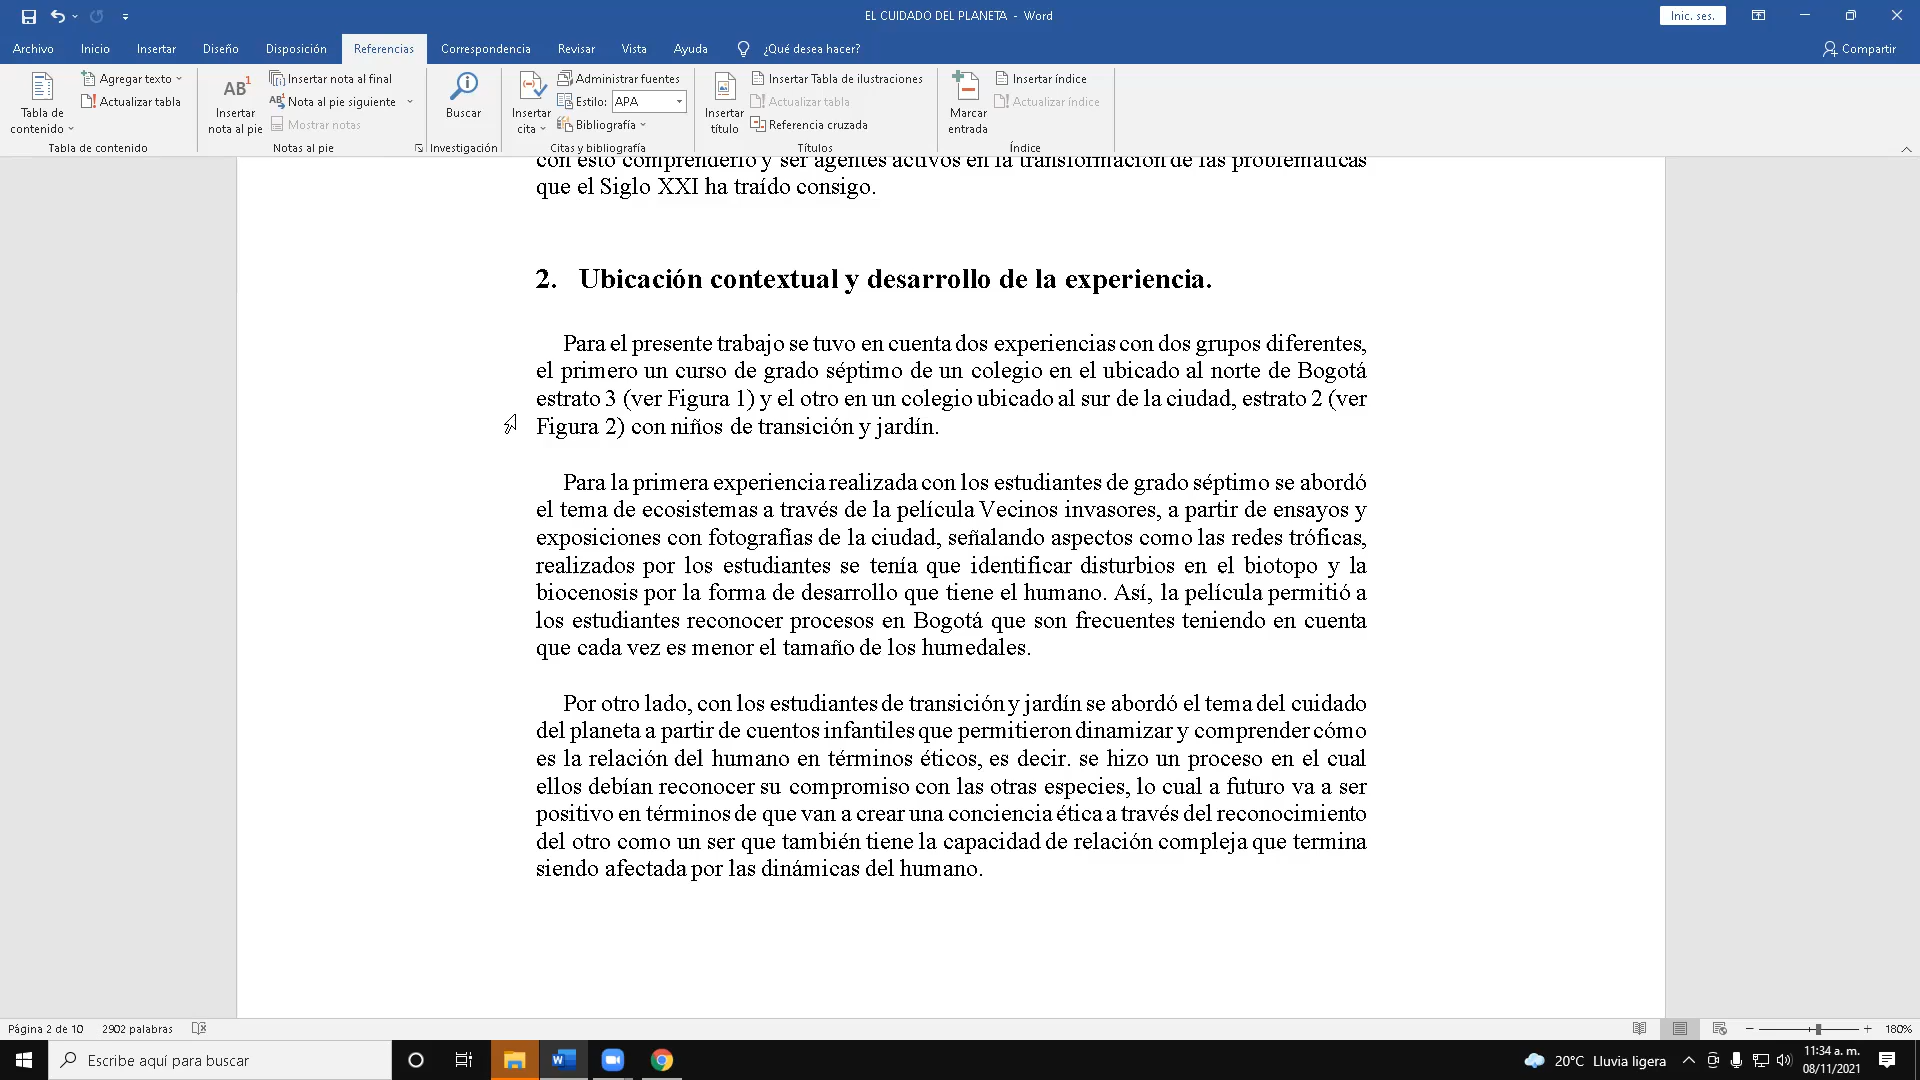 EL CUIDADO DEL PLANETA - Word
Inic. ses.
Archivo Inicio Insertar Diseño Disposición Referencias Correspondencia Revisar Vista Ayuda ¿Qué desea hacer? Compartir
Tabla de contenido
Agregar texto
Actualizar tabla
Tabla de contenido
AB1
Insertar nota al pie
Insertar nota al final
Nota al pie siguiente
Mostrar notas
Notas al pie
Buscar
Investigación
Insertar cita
Administrar fuentes
Estilo: APA
Bibliografía
Citas y bibliografía
Insertar título
Insertar Tabla de ilustraciones
Actualizar tabla
Referencia cruzada
Títulos
Marcar entrada
Insertar índice
Actualizar índice
Índice
con esto comprenderlo y ser agentes activos en la transformación de las problemáticas
que el Siglo XXI ha traído consigo.
2. Ubicación contextual y desarrollo de la experiencia.
Para el presente trabajo se tuvo en cuenta dos experiencias con dos grupos diferentes,
el primero un curso de grado séptimo de un colegio en el ubicado al norte de Bogotá
estrato 3 (ver Figura 1) y el otro en un colegio ubicado al sur de la ciudad, estrato 2 (ver
Figura 2) con niños de transición y jardín.
Para la primera experiencia realizada con los estudiantes de grado séptimo se abordó
el tema de ecosistemas a través de la película Vecinos invasores, a partir de ensayos y
exposiciones con fotografías de la ciudad, señalando aspectos como las redes tróficas,
realizados por los estudiantes se tenía que identificar disturbios en el biotopo y la
biocenosis por la forma de desarrollo que tiene el humano. Así, la película permitió a
los estudiantes reconocer procesos en Bogotá que son frecuentes teniendo en cuenta
que cada vez es menor el tamaño de los humedales.
Por otro lado, con los estudiantes de transición y jardín se abordó el tema del cuidado
del planeta a partir de cuentos infantiles que permitieron dinamizar y comprender cómo
es la relación del humano en términos éticos, es decir. se hizo un proceso en el cual
ellos debían reconocer su compromiso con las otras especies, lo cual a futuro va a ser
positivo en términos de que van a crear una conciencia ética a través del reconocimiento
del otro como un ser que también tiene la capacidad de relación compleja que termina
siendo afectada por las dinámicas del humano.
Página 2 de 10 2902 palabras 180%
Escribe aquí para buscar
20°C Lluvia ligera
11:34 a. m.
08/11/2021